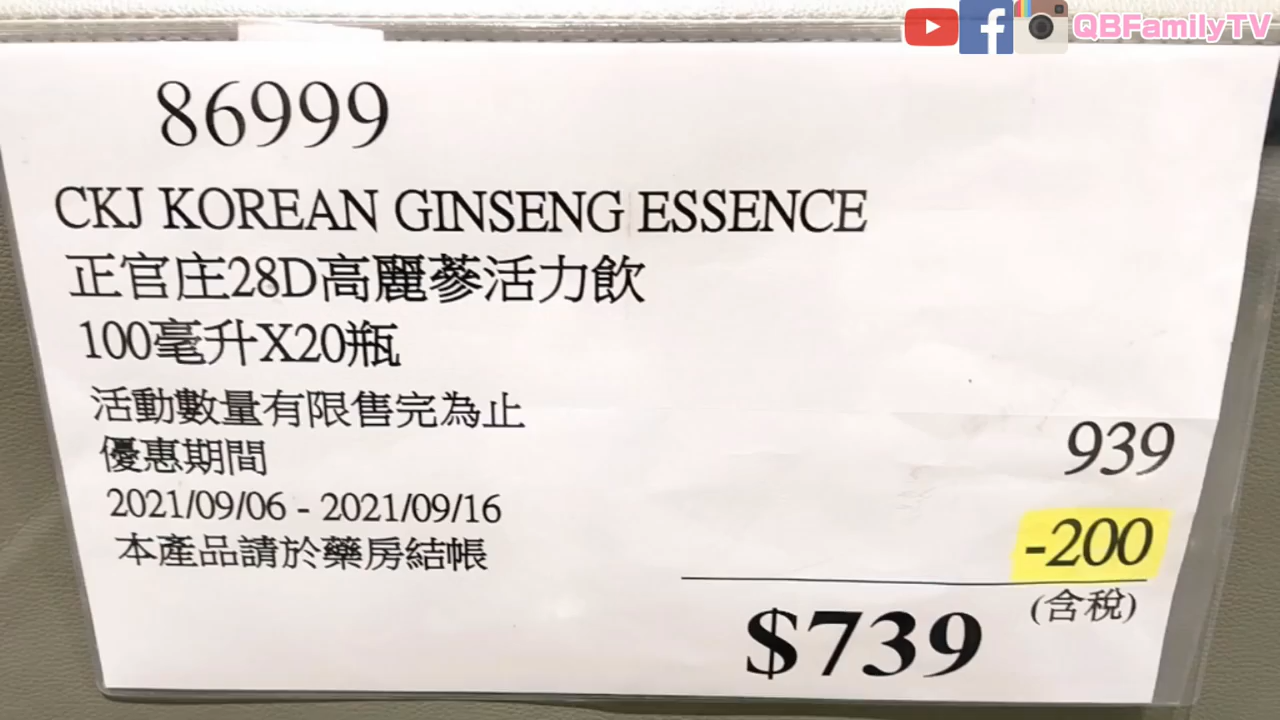 QBFamilyTV
86999
CKJ KOREAN GINSENG ESSENCE
正官庄28D高麗蔘活力飲
100毫升X20瓶
活動數量有限售完為止
優惠期間
2021/09/06 - 2021/09/16
本產品請於藥房結帳
939
-200
(含稅)
$739